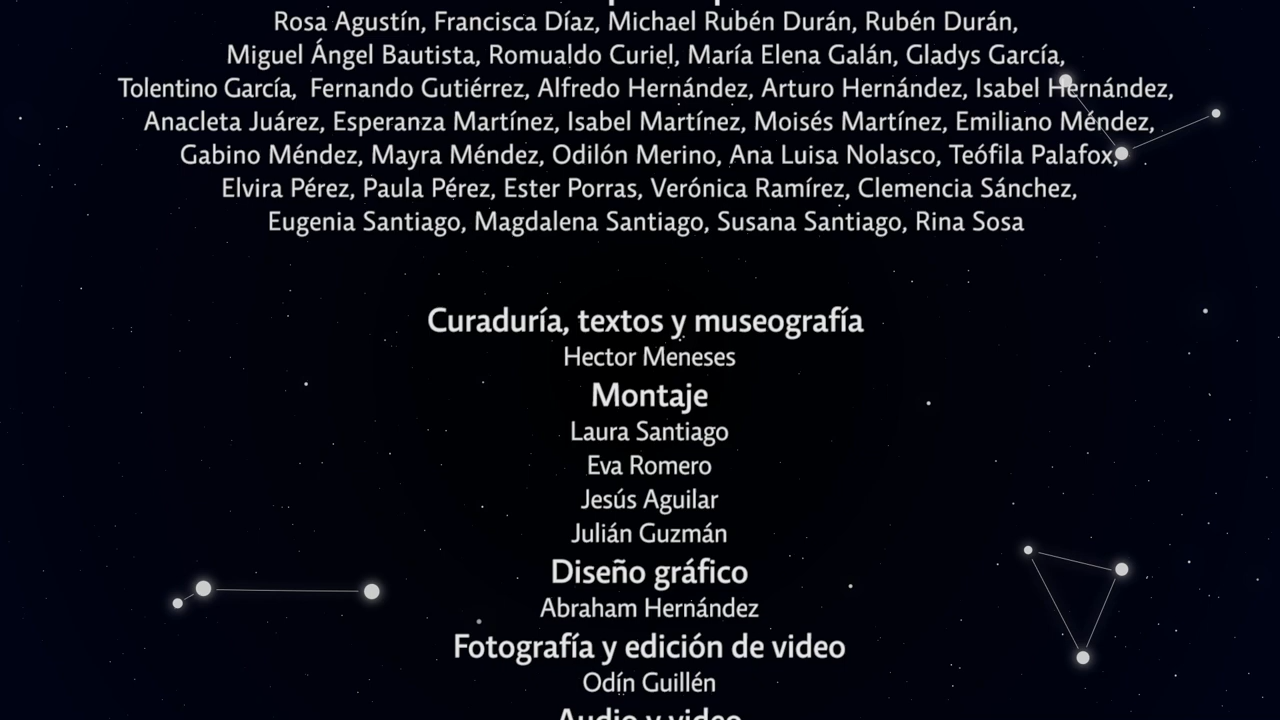 Rosa Agustín, Francisca Díaz, Michael Rubén Durán, Rubén Durán,
Miguel Ángel Bautista, Romualdo Curiel, María Elena Galán, Gladys García,
Tolentino García, Fernando Gutiérrez, Alfredo Hernández, Arturo Hernández, Isabel Hernández,
Anacleta Juárez, Esperanza Martínez, Isabel Martínez, Moisés Martínez, Emiliano Méndez,
Gabino Méndez, Mayra Méndez, Odilón Merino, Ana Luisa Nolasco, Teófila Palafox,
Elvira Pérez, Paula Pérez, Ester Porras, Verónica Ramírez, Clemencia Sánchez,
Eugenia Santiago, Magdalena Santiago, Susana Santiago, Rina Sosa
Curaduría, textos y museografía
Hector Meneses
Montaje
Laura Santiago
Eva Romero
Jesús Aguilar
Julián Guzmán
Diseño gráfico
Abraham Hernández
Fotografía y edición de video
Odín Guillén
Audio y video